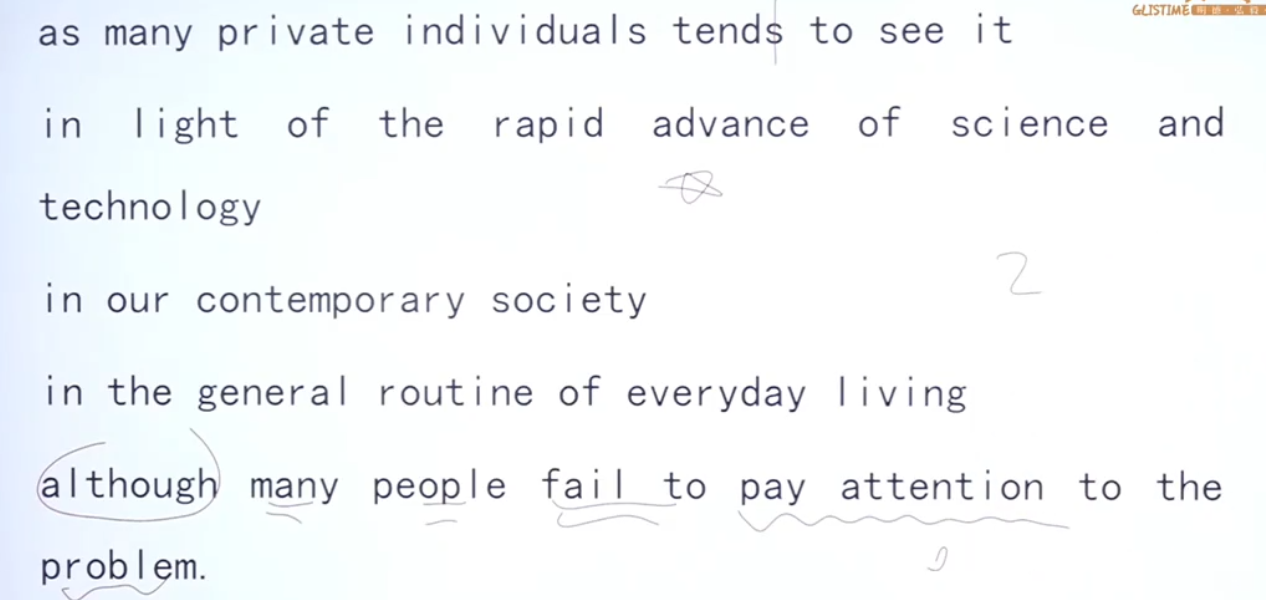 GLISTIME
as many private individuals tends to see it
in light of the rapid advance of science and
technology
2
in our contemporary society
in the general routine of everyday living
although many people fail to pay attention to the
problem.